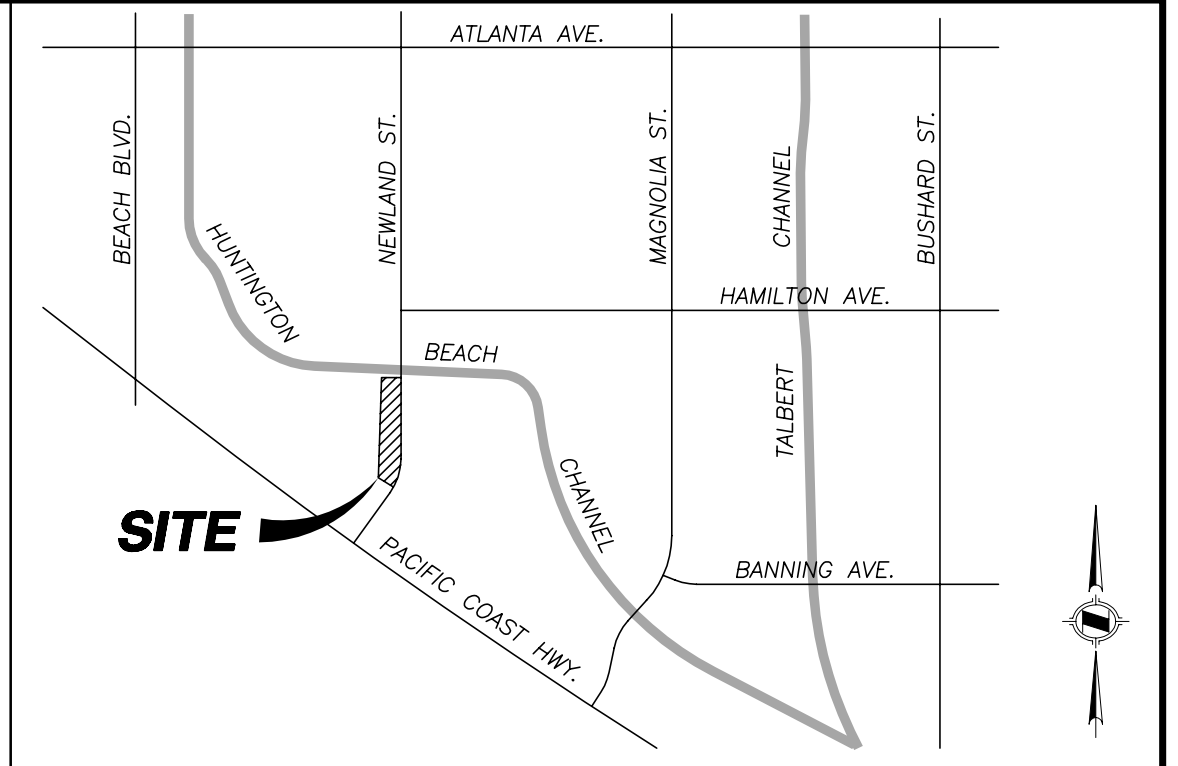 ATLANTA AVE.
BEACH BLVD.
NEWLAND ST.
MAGNOLIA ST.
CHANNEL
BUSHARD ST.
HUNTINGTON
HAMILTON AVE.
BEACH
TALBERT
CHANNEL
SITE
PACIFIC COAST HWY.
BANNING AVE.